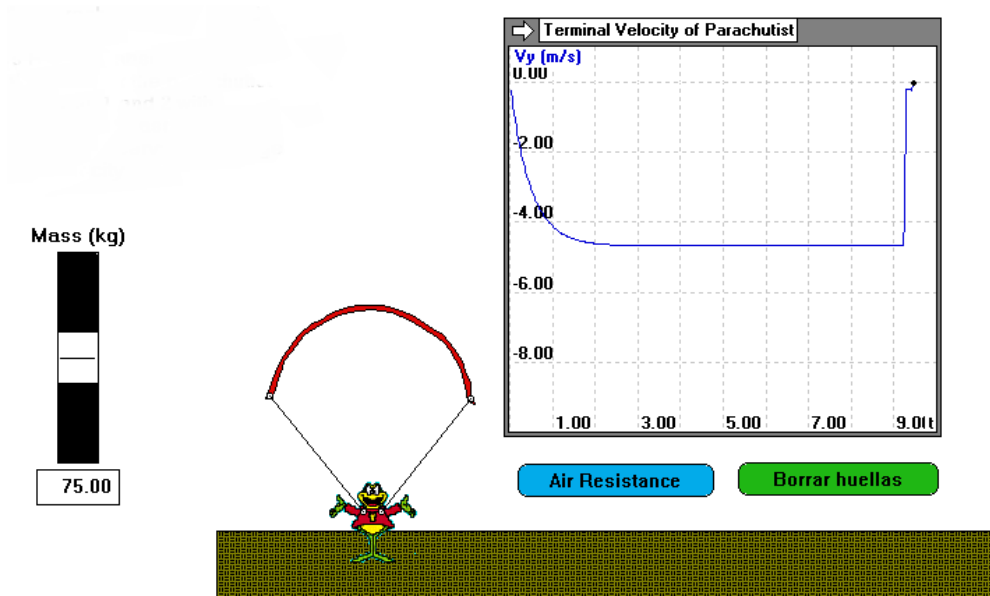 Terminal Velocity of Parachutist
Vy (m/s)
0.00
-2.00
-4.00
-6.00
-8.00
1.00 3.00 5.00 7.00 9.0 t
Mass (kg)
75.00
Air Resistance
Borrar huellas